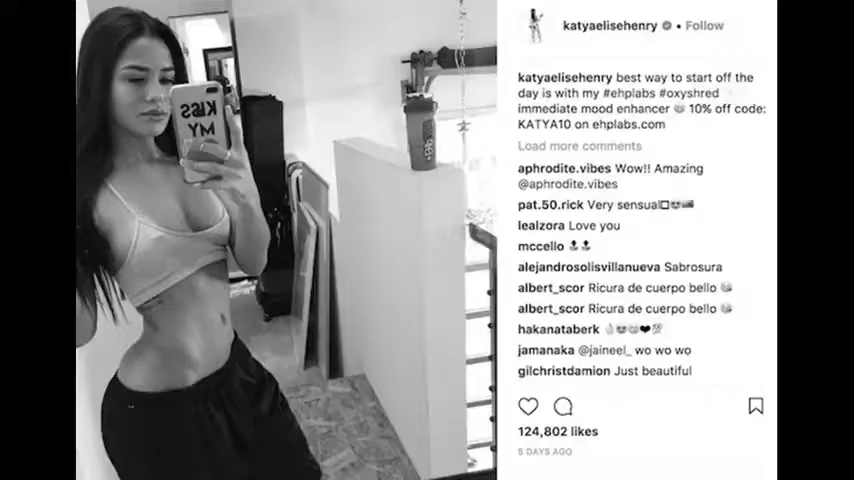 katyaelisehenry • Follow
katyaelisehenry best way to start off the
day is with my #ehplabs #oxyshred
immediate mood enhancer 10% off code:
KATYA10 on ehplabs.com
Load more comments
aphrodite.vibes Wow!! Amazing
@aphrodite.vibes
pat.50.rick Very sensual
lealzora Love you
mccello
alejandrosolisvillanueva Sabrosura
albert_scor Ricura de cuerpo bello
albert_scor Ricura de cuerpo bello
hakanataberk
jamanaka @jaineel_ wo wo wo
gilchristdamion Just beautiful
124,802 likes
5 DAYS AGO
KISS
MY